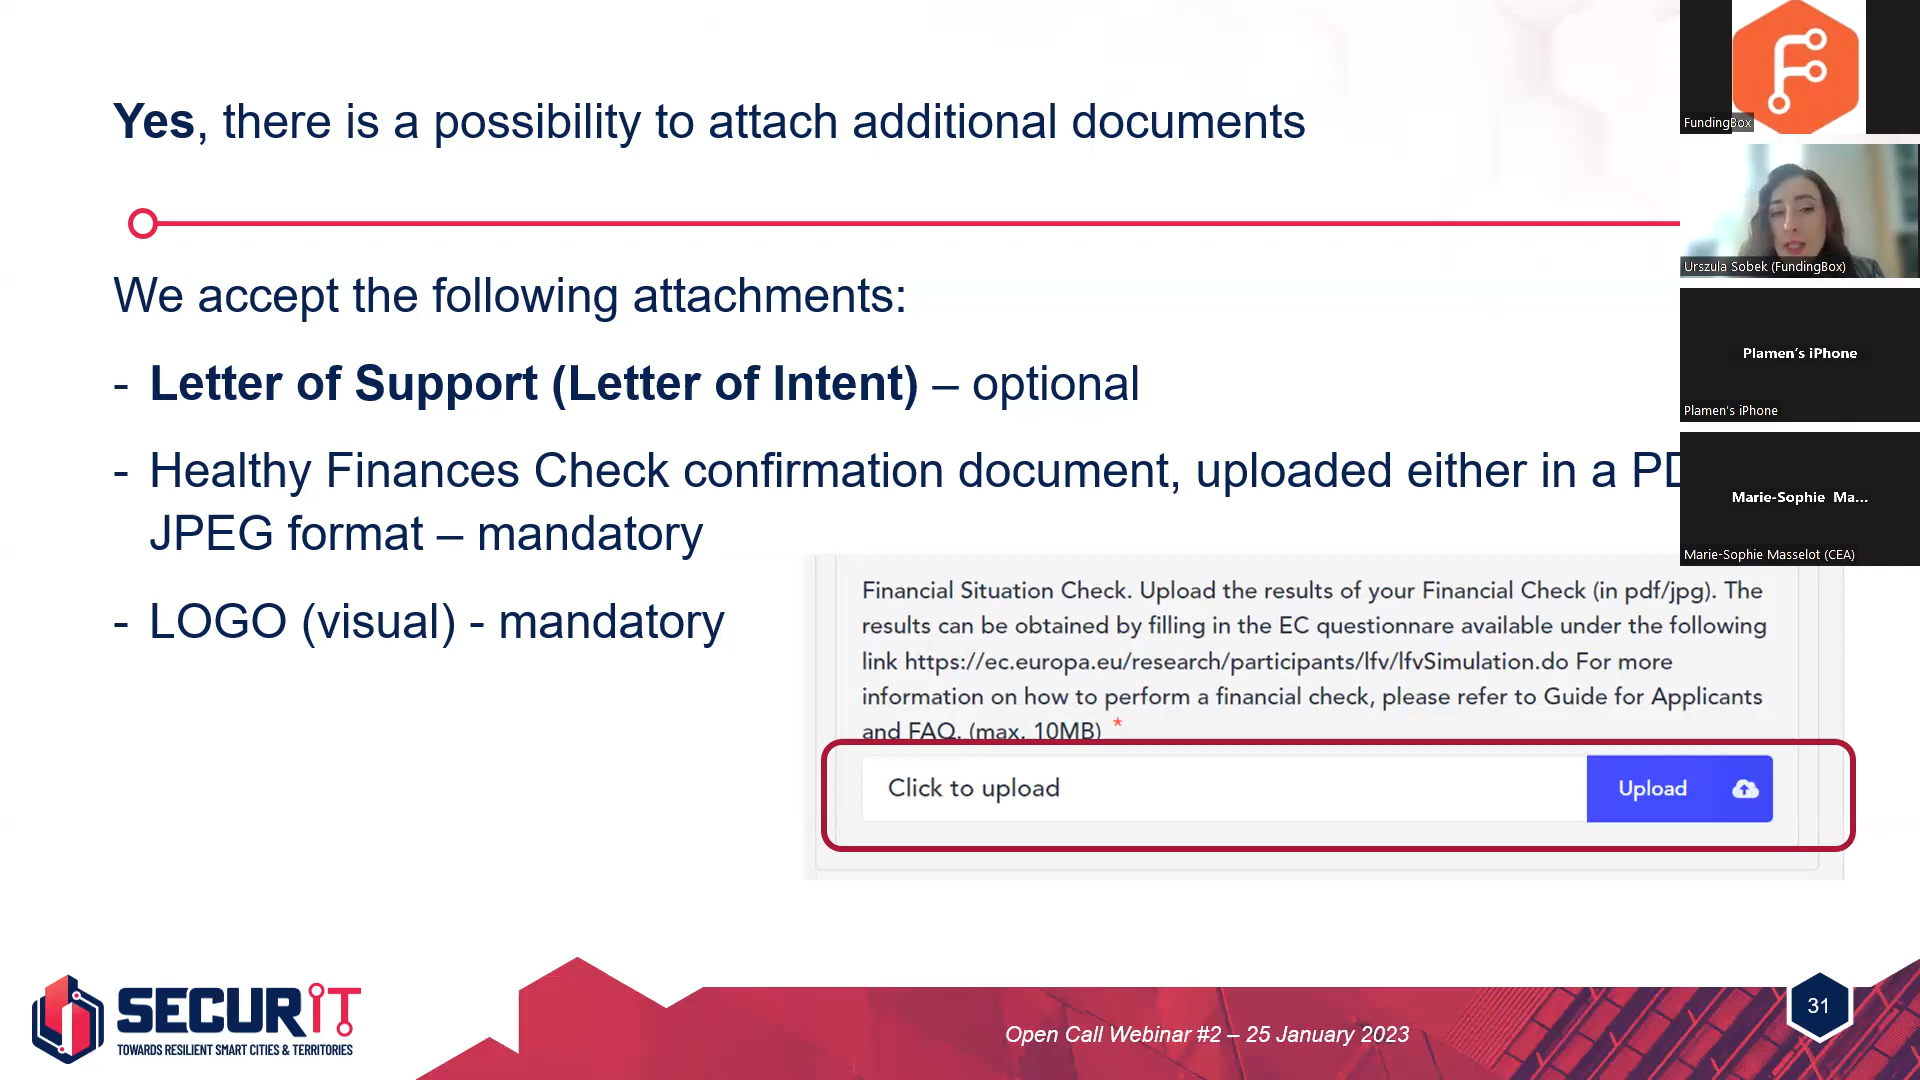 Yes, there is a possibility to attach additional documents
We accept the following attachments:
- Letter of Support (Letter of Intent) – optional
- Healthy Finances Check confirmation document, uploaded either in a
JPEG format – mandatory
- LOGO (visual) - mandatory
Financial Situation Check. Upload the results of your Financial Check (in pdf/jpg). The
results can be obtained by filling in the EC questionnare available under the following
link https://ec.europa.eu/research/participants/lfv/lfvSimulation.do For more
information on how to perform a financial check, please refer to Guide for Applicants
and FAQ. (max. 10MB) *
Click to upload
Upload
FundingBox
Urszula Sobek (FundingBox)
Plamen's iPhone
Plamen's iPhone
Marie-Sophie Ma...
Marie-Sophie Masselot (CEA)
SECURIT
TOWARDS RESILIENT SMART CITIES & TERRITORIES
Open Call Webinar #2 – 25 January 2023
31